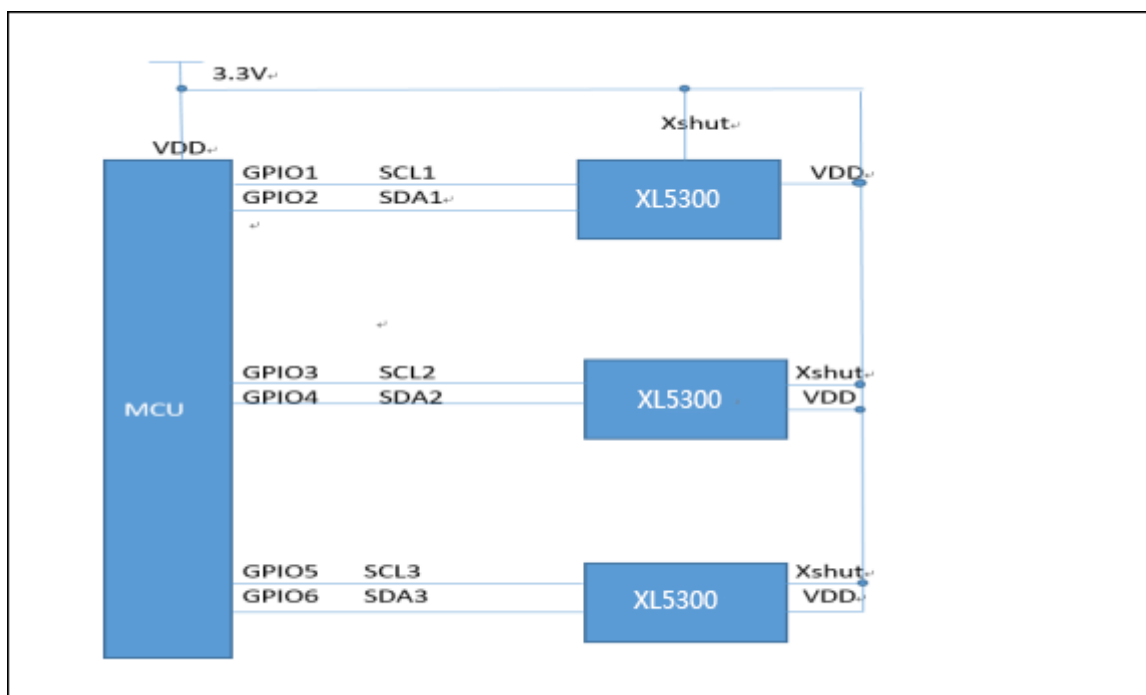 3.3V
Xshut
VDD
GPIO1 SCL1
VDD
GPIO2 SDA1
XL5300
GPIO3 SCL2
Xshut
GPIO4 SDA2
XL5300
VDD
MCU
GPIO5 SCL3
Xshut
GPIO6 SDA3
XL5300
VDD